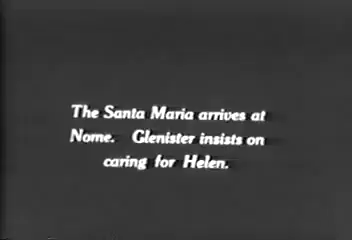 The Santa Maria arrives at
Nome. Glenister insists on
caring for Helen.